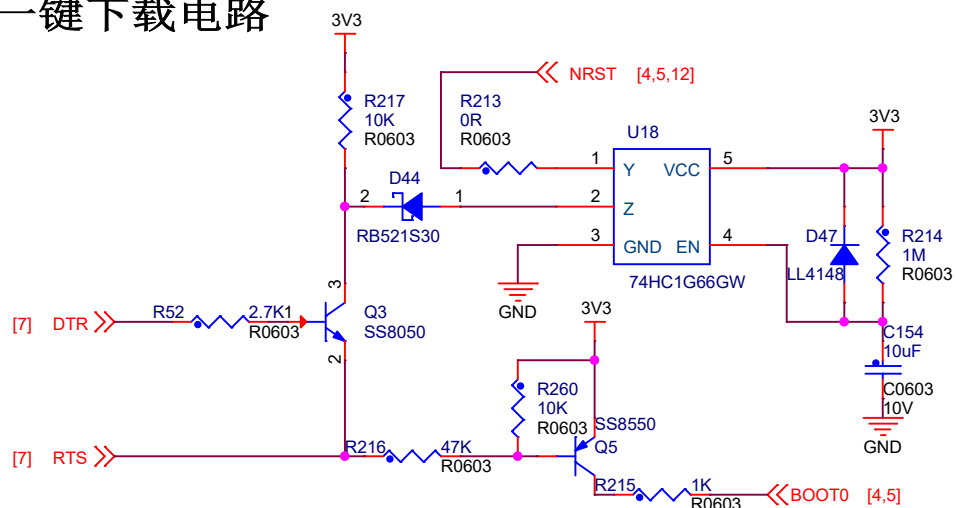 一键下载电路
3V3
NRST [4,5,12]
R217
10K
R0603
R213
0R
R0603
U18
3V3
1 Y VCC 5
D44
2 1
2 Z
RB521S30
3 GND EN 4
D47
LL4148
R214
1M
R0603
74HC1G66GW
GND
3V3
3
[7] DTR
R52 2.7K 1
R0603
Q3
SS8050
2
C154
10uF
C0603
10V
GND
R260
10K
R0603
SS8550
Q5
[7] RTS
R216 47K
R0603
R215 1K
R0603
BOOT0 [4,5]